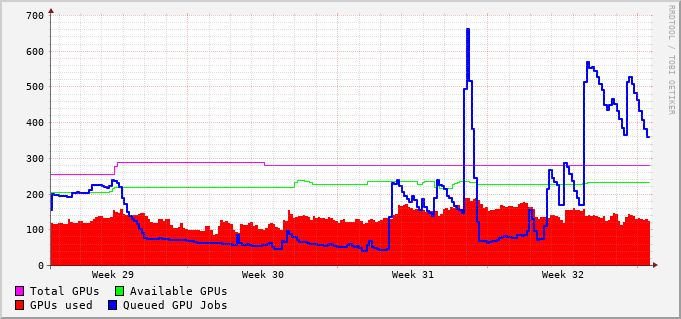 700
600
500
400
300
200
100
0
Week 29 Week 30 Week 31 Week 32
Total GPUs Available GPUs
GPUs used Queued GPU Jobs
RRDTOOL / TOBI OETIKER